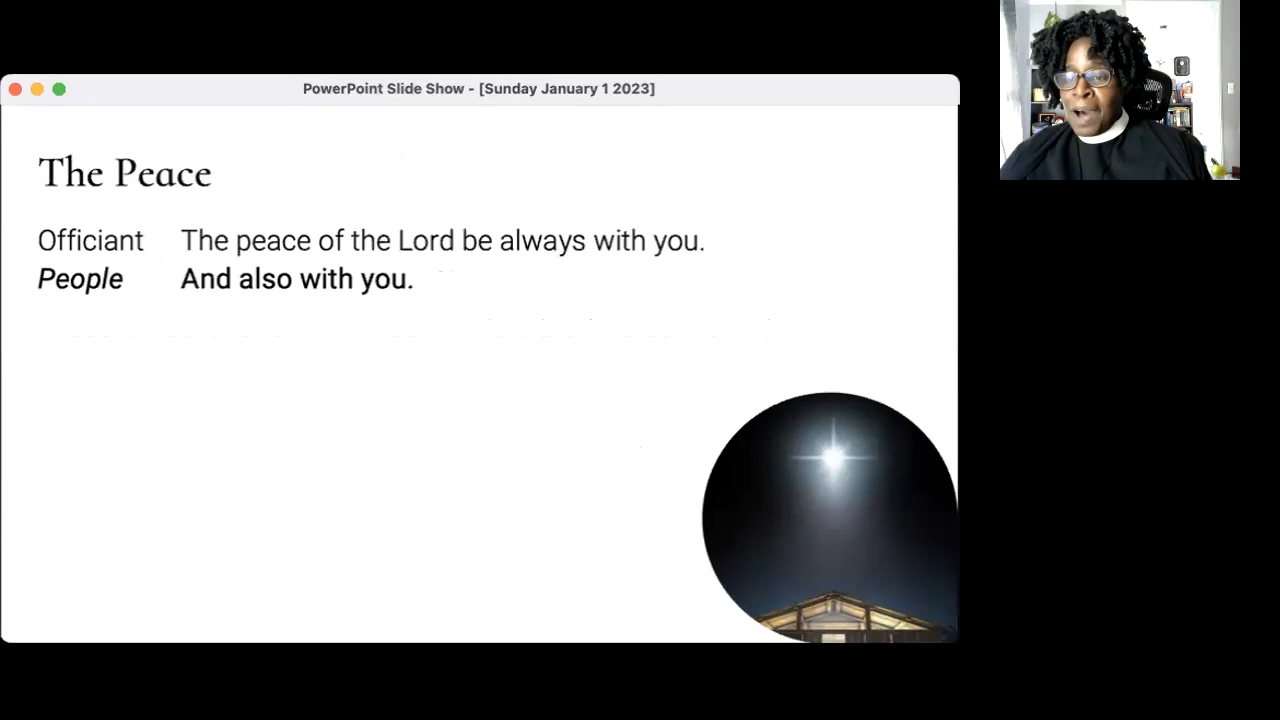 PowerPoint Slide Show - [Sunday January 1 2023]
The Peace
Officiant The peace of the Lord be always with you.
People And also with you.